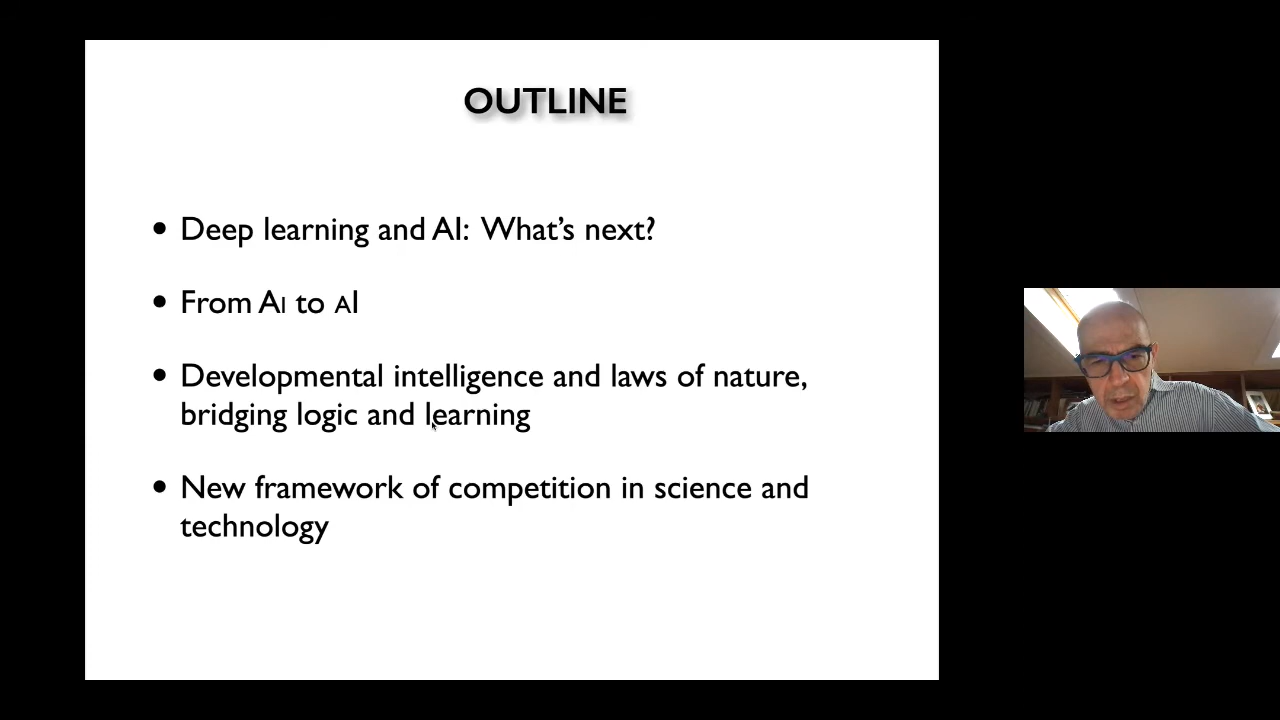 OUTLINE
• Deep learning and AI: What's next?
• From AI to AI
• Developmental intelligence and laws of nature,
bridging logic and learning
• New framework of competition in science and
technology